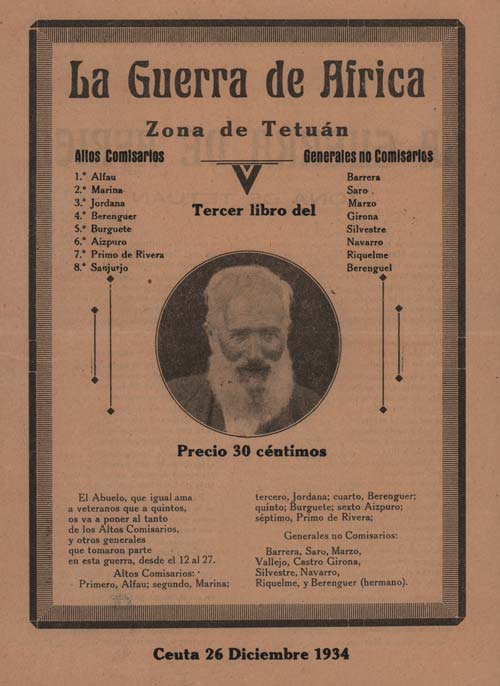 La Guerra de Africa
Zona de Tetuán
Altos Comisarios
1.º Alfau
2.º Marina
3.º Jordana
4.º Berenguer
5.º Burguete
6.º Aizpuro
7.º Primo de Rivera
8.º Sanjurjo
Generales no Comisarios
Barrera
Saro
Marzo
Girona
Silvestre
Navarro
Riquelme
Berenguel
Tercer libro del
Precio 30 céntimos
El Abuelo, que igual ama
a veteranos que a quintos,
os va a poner al tanto
de los Altos Comisarios,
y otros generales
que tomaron parte
en esta guerra, desde el 12 al 27.
Altos Comisarios:
Primero, Alfau; segundo, Marina;
tercero, Jordana; cuarto, Berenguer;
quinto; Burguete; sexto Aizpuro;
séptimo, Primo de Rivera;
Generales no Comisarios:
Barrera, Saro, Marzo,
Vallejo, Castro Girona,
Silvestre, Navarro,
Riquelme, y Berenguer (hermano).
Ceuta 26 Diciembre 1934